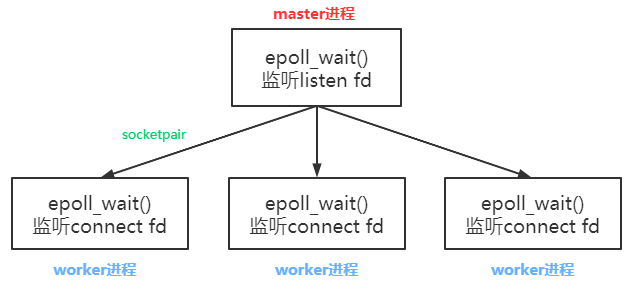 master进程
epoll_wait()
监听listen fd
socketpair
epoll_wait()
监听connect fd
epoll_wait()
监听connect fd
epoll_wait()
监听connect fd
worker进程
worker进程
worker进程